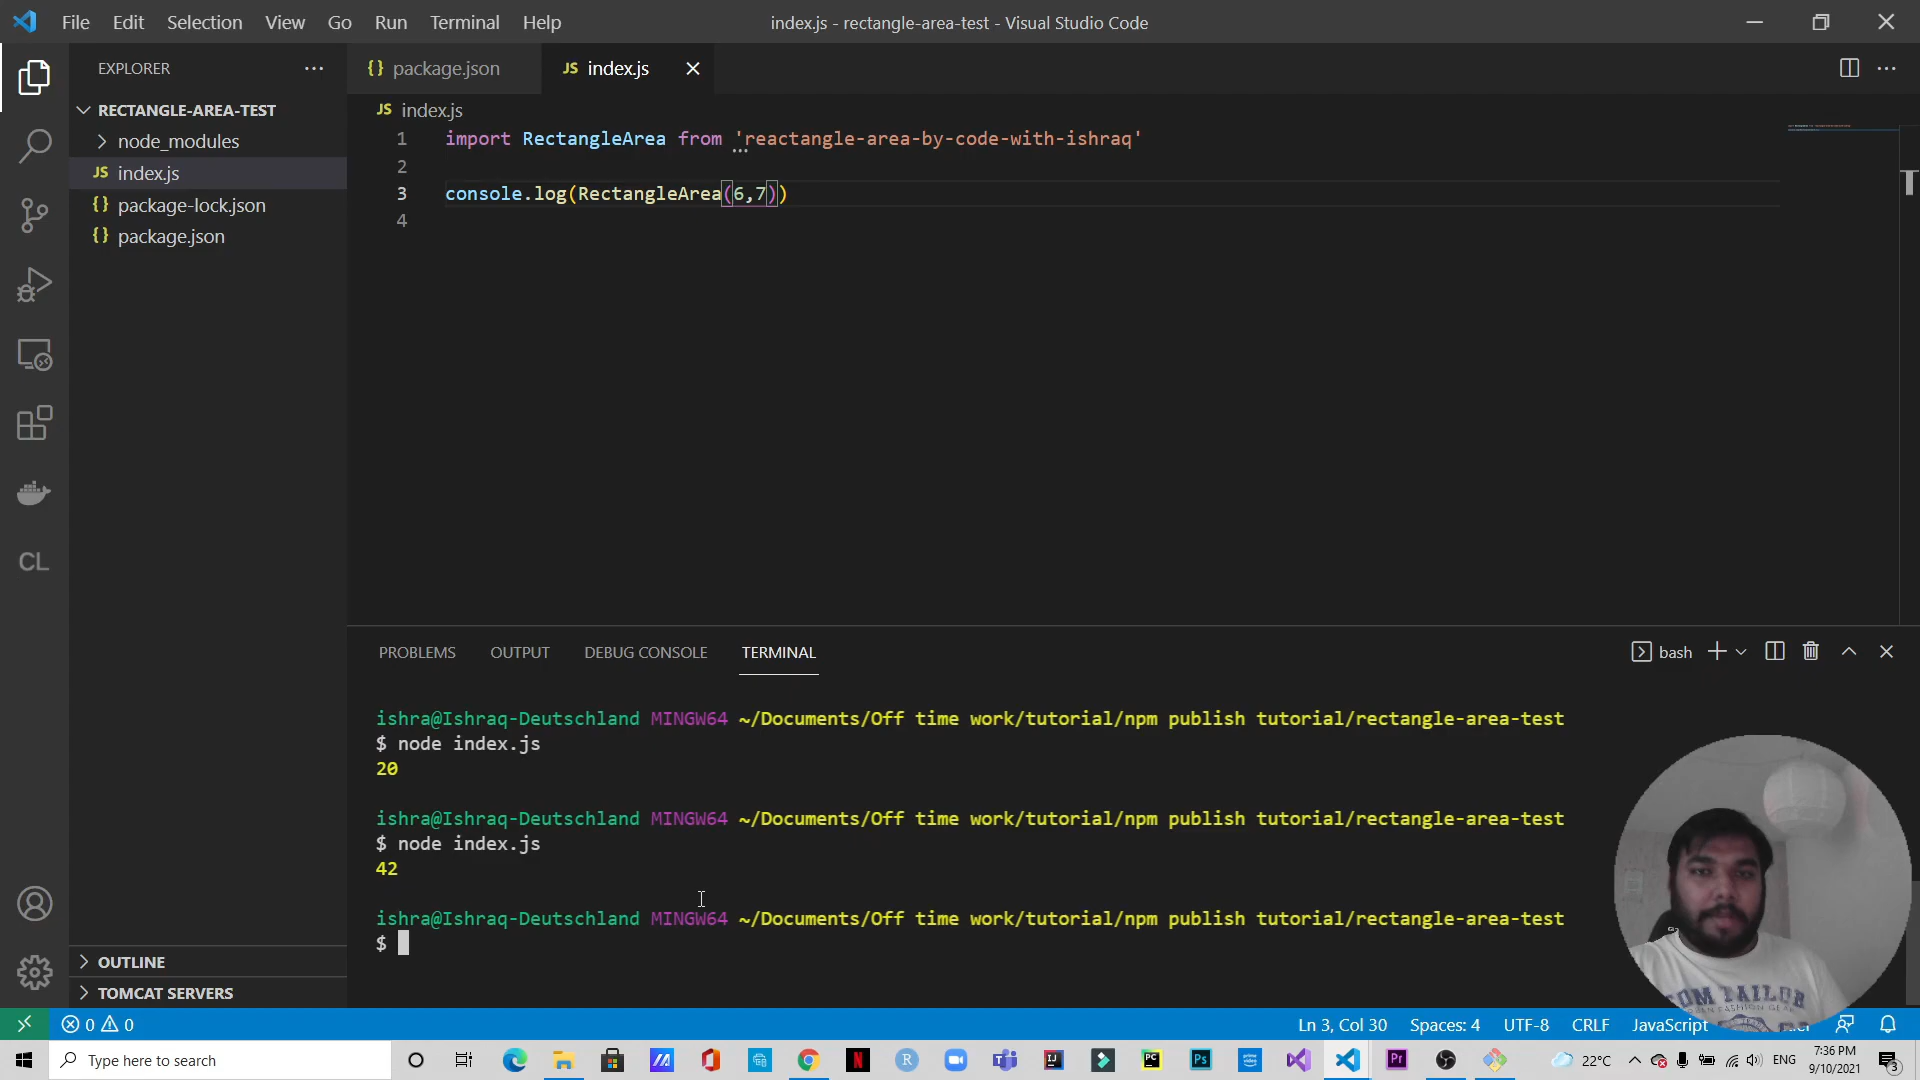 File Edit Selection View Go Run Terminal Help
index.js - rectangle-area-test - Visual Studio Code
EXPLORER
{} package.json
JS index.js
RECTANGLE-AREA-TEST
node_modules
JS index.js
{} package-lock.json
{} package.json
JS index.js
1 import RectangleArea from 'reactangle-area-by-code-with-ishraq'
2
3 console.log(RectangleArea(6,7))
4
CL
PROBLEMS OUTPUT DEBUG CONSOLE TERMINAL
bash
ishra@Ishraq-Deutschland MINGW64 ~/Documents/Off time work/tutorial/npm publish tutorial/rectangle-area-test
$ node index.js
20
ishra@Ishraq-Deutschland MINGW64 ~/Documents/Off time work/tutorial/npm publish tutorial/rectangle-area-test
$ node index.js
42
ishra@Ishraq-Deutschland MINGW64 ~/Documents/Off time work/tutorial/npm publish tutorial/rectangle-area-test
$
OUTLINE
TOMCAT SERVERS
TOM TAILOR
0 0
Ln 3, Col 30 Spaces: 4 UTF-8 CRLF JavaScript
Type here to search
22°C
ENG
7:36 PM
9/10/2021
3